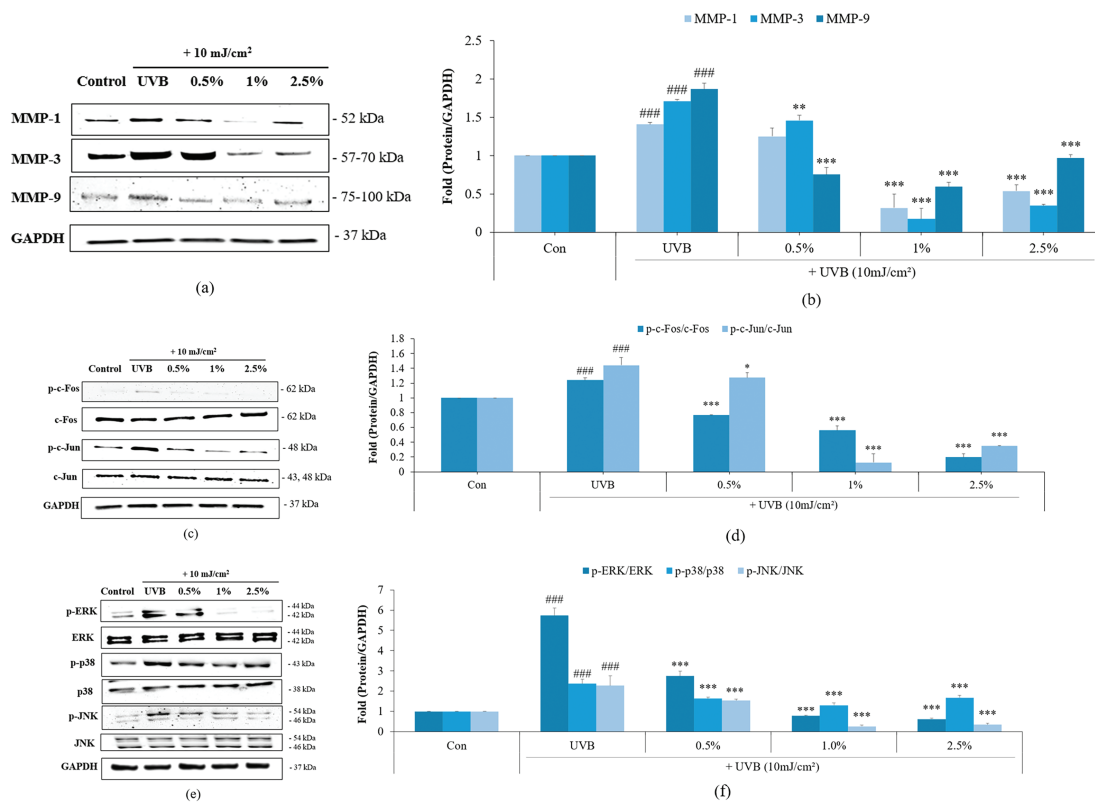 + 10 mJ/cm²
Control UVB 0.5% 1% 2.5%
MMP-1 - 52 kDa
MMP-3 - 57-70 kDa
MMP-9 - 75-100 kDa
GAPDH - 37 kDa
(a)
MMP-1 MMP-3 MMP-9
Fold (Protein/GAPDH)
2.5
2
1.5
1
0.5
0
### ### ###
** ***
*** *** ***
*** *** ***
Con UVB 0.5% 1% 2.5%
+ UVB (10mJ/cm²)
(b)
+ 10 mJ/cm²
Control UVB 0.5% 1% 2.5%
p-c-Fos - 62 kDa
c-Fos - 62 kDa
p-c-Jun - 48 kDa
c-Jun - 43, 48 kDa
GAPDH - 37 kDa
(c)
p-c-Fos/c-Fos p-c-Jun/c-Jun
Fold (Protein/GAPDH)
1.8
1.6
1.4
1.2
1
0.8
0.6
0.4
0.2
0
### ###
*** *
*** ***
*** ***
Con UVB 0.5% 1% 2.5%
+ UVB (10mJ/cm²)
(d)
+ 10 mJ/cm²
Control UVB 0.5% 1% 2.5%
p-ERK - 44 kDa
- 42 kDa
ERK - 44 kDa
- 42 kDa
p-p38 - 43 kDa
p38 - 38 kDa
p-JNK - 54 kDa
- 46 kDa
JNK - 54 kDa
- 46 kDa
GAPDH - 37 kDa
(e)
p-ERK/ERK p-p38/p38 p-JNK/JNK
Fold (Protein/GAPDH)
7
6
5
4
3
2
1
0
### ### ###
*** *** ***
*** *** ***
*** *** ***
Con UVB 0.5% 1.0% 2.5%
+ UVB (10mJ/cm²)
(f)